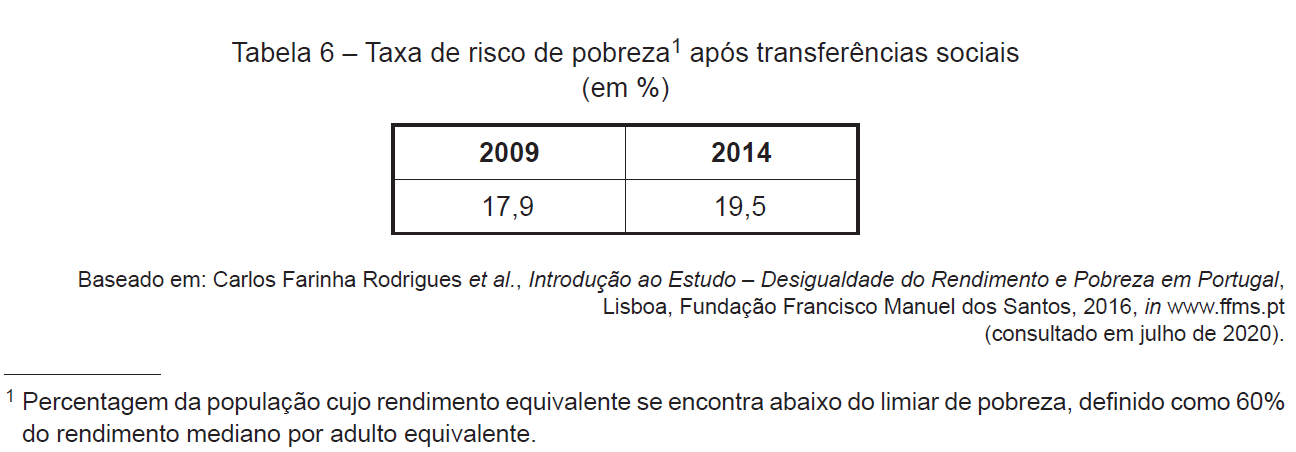 Tabela 6 – Taxa de risco de pobreza¹ após transferências sociais
(em %)
2009 2014
17,9 19,5
Baseado em: Carlos Farinha Rodrigues et al., Introdução ao Estudo – Desigualdade do Rendimento e Pobreza em Portugal,
Lisboa, Fundação Francisco Manuel dos Santos, 2016, in www.ffms.pt
(consultado em julho de 2020).
¹ Percentagem da população cujo rendimento equivalente se encontra abaixo do limiar de pobreza, definido como 60%
do rendimento mediano por adulto equivalente.